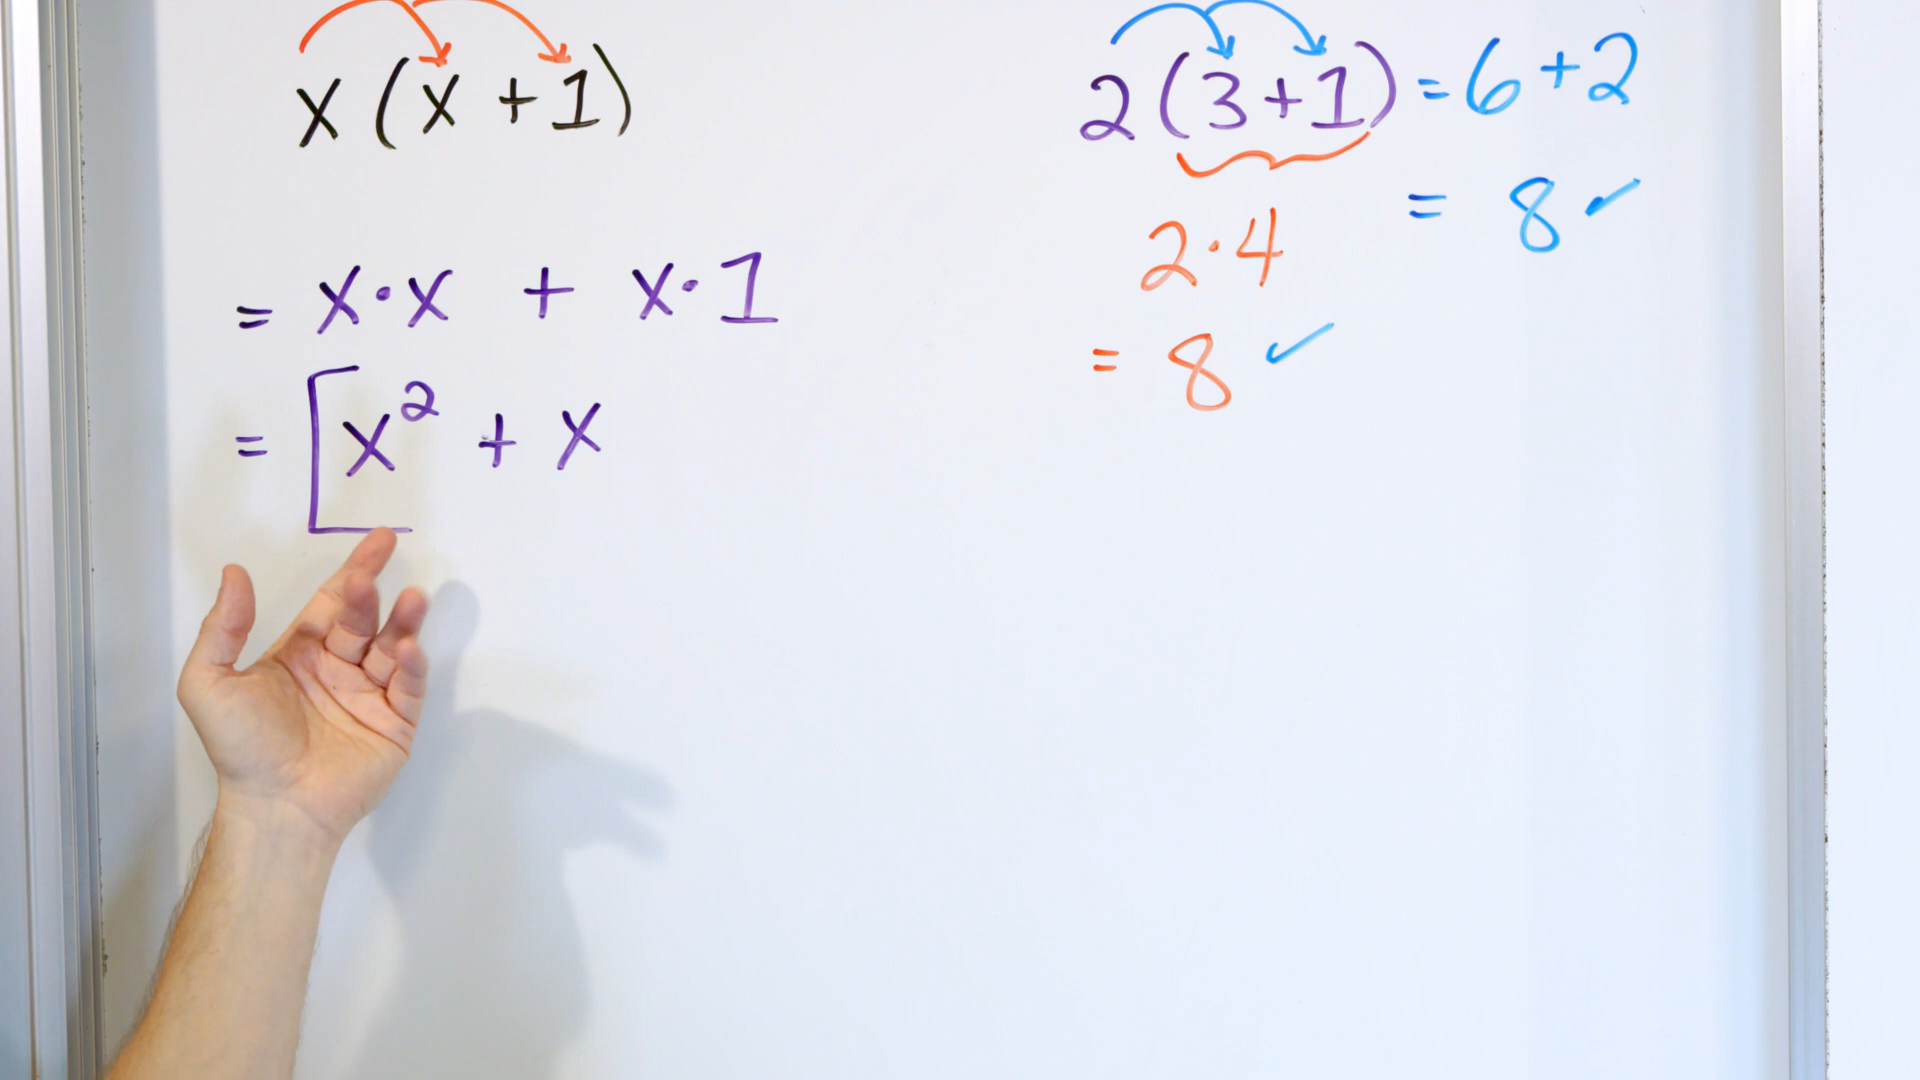 x(x + 1)
= x·x + x·1
= [x² + x
2(3+1) = 6+2
= 8 ✓
2·4
= 8 ✓